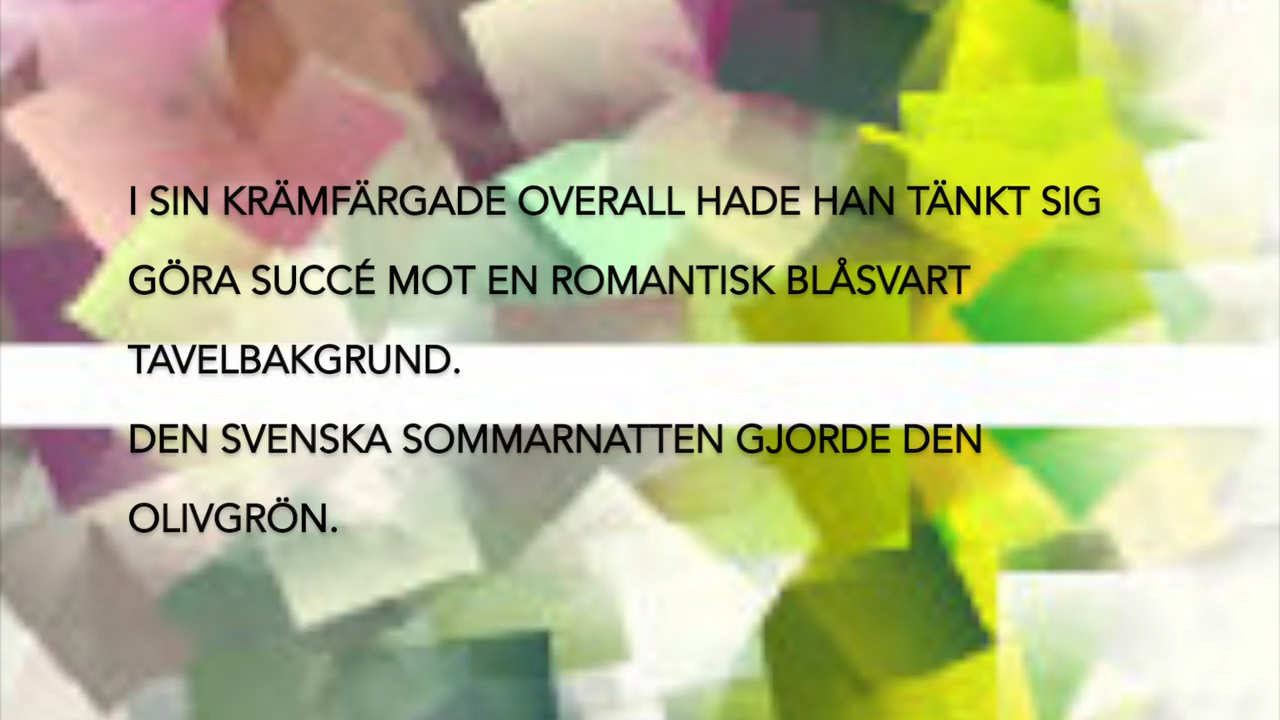 I SIN KRÄMFÄRGADE OVERALL HADE HAN TÄNKT SIG
GÖRA SUCCÉ MOT EN ROMANTISK BLÅSVART
TAVELBAKGRUND.
DEN SVENSKA SOMMARNATTEN GJORDE DEN
OLIVGRÖN.